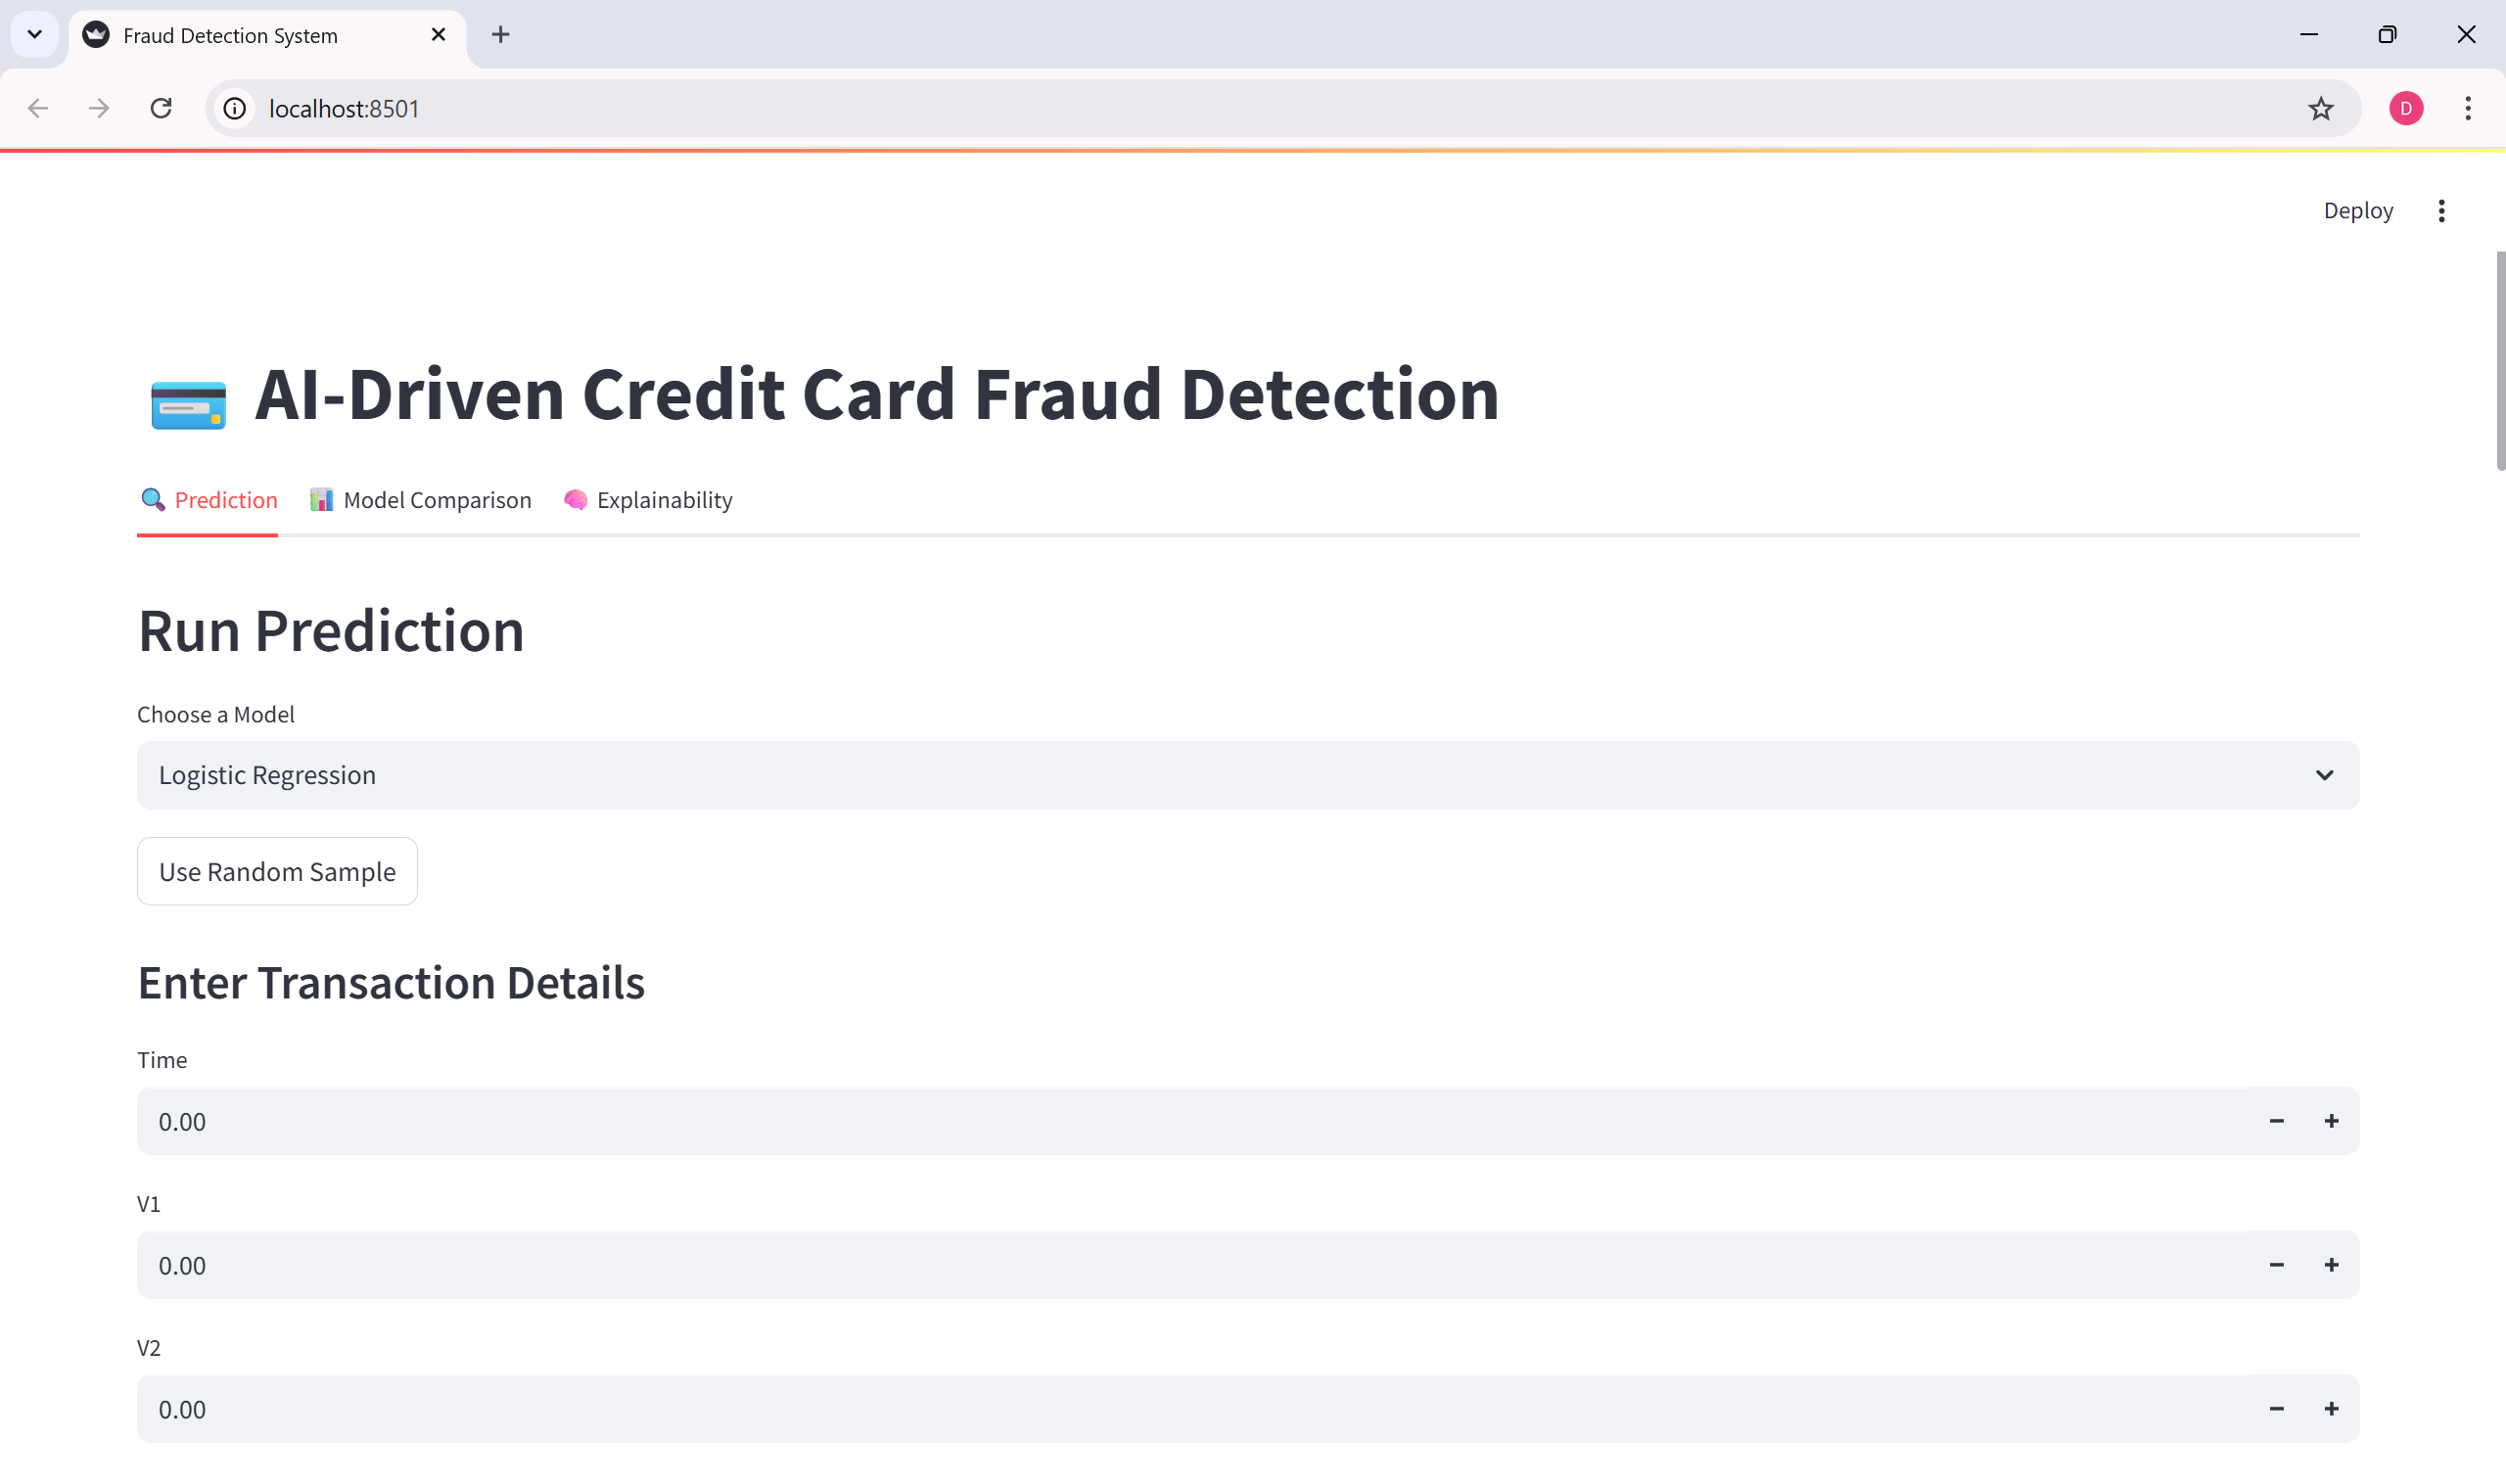 Fraud Detection System
localhost:8501
D
Deploy
AI-Driven Credit Card Fraud Detection
Prediction Model Comparison Explainability
Run Prediction
Choose a Model
Logistic Regression
Use Random Sample
Enter Transaction Details
Time
0.00
V1
0.00
V2
0.00